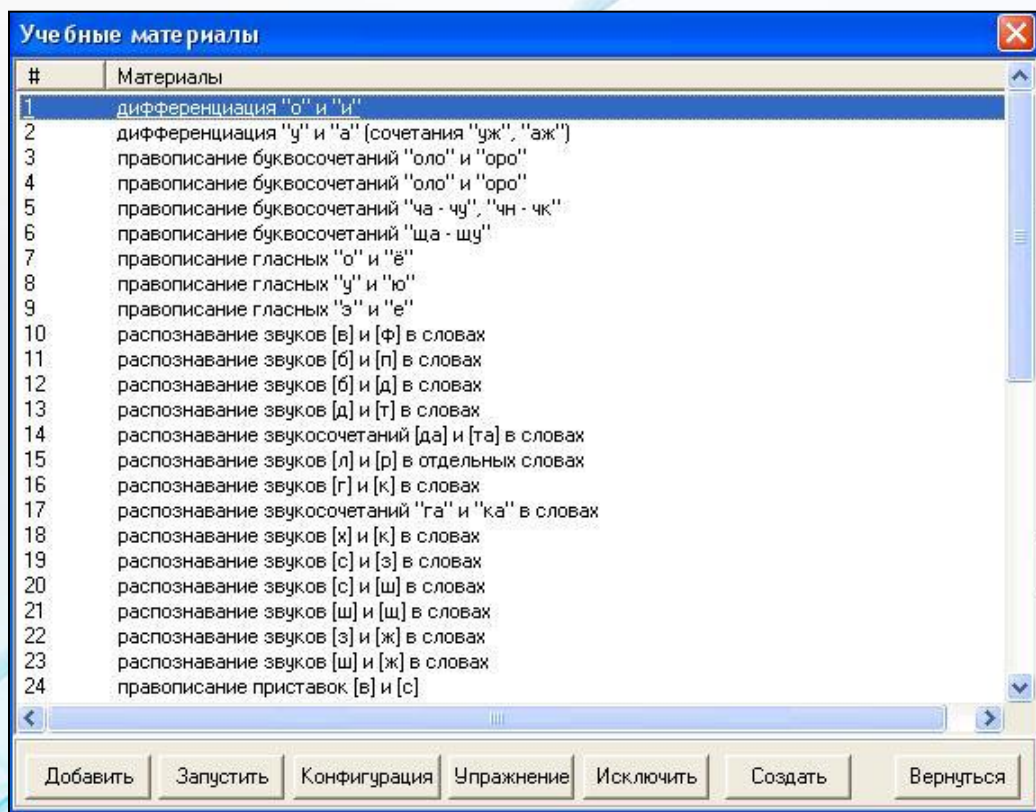 Учебные материалы
# Материалы
1 дифференциация "о" и "и"
2 дифференциация "у" и "а" (сочетания "уж", "аж")
3 правописание буквосочетаний "оло" и "оро"
4 правописание буквосочетаний "оло" и "оро"
5 правописание буквосочетаний "ча - чу", "чн - чк"
6 правописание буквосочетаний "ща - щу"
7 правописание гласных "о" и "ё"
8 правописание гласных "у" и "ю"
9 правописание гласных "э" и "е"
10 распознавание звуков [в] и [ф] в словах
11 распознавание звуков [б] и [п] в словах
12 распознавание звуков [б] и [д] в словах
13 распознавание звуков [д] и [т] в словах
14 распознавание звукосочетаний [да] и [та] в словах
15 распознавание звуков [л] и [р] в отдельных словах
16 распознавание звуков [г] и [к] в словах
17 распознавание звукосочетаний "га" и "ка" в словах
18 распознавание звуков [х] и [к] в словах
19 распознавание звуков [с] и [з] в словах
20 распознавание звуков [с] и [ш] в словах
21 распознавание звуков [ш] и [щ] в словах
22 распознавание звуков [з] и [ж] в словах
23 распознавание звуков [ш] и [ж] в словах
24 правописание приставок [в] и [с]
Добавить Запустить Конфигурация Упражнение Исключить Создать Вернуться